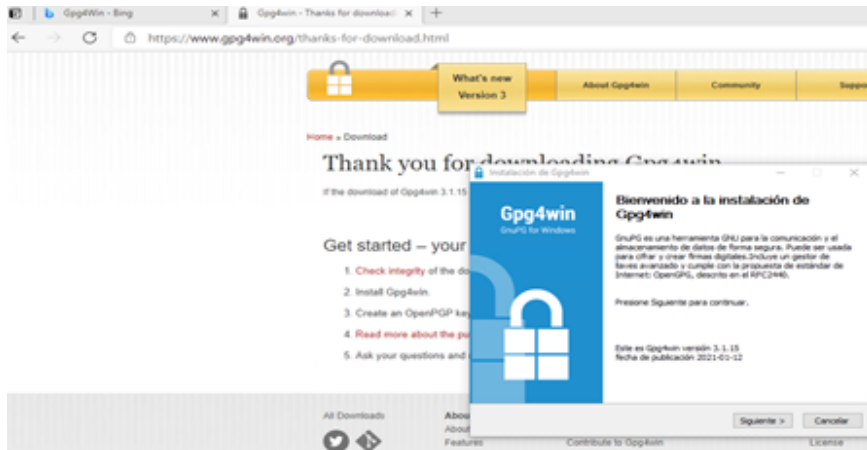 Gpg4Win - Bing
Gpg4win - Thanks for download
https://www.gpg4win.org/thanks-for-download.html
What's new
Version 3
About Gpg4win
Community
Suppo
Home » Download
Thank you for downloading Gpg4win
If the download of Gpg4win 3.1.15
Get started – your
1. Check integrity of the do
2. Install Gpg4win.
3. Create an OpenPGP key
4. Read more about the pu
5. Ask your questions and
All Downloads
About
About
Features
Contribute to Gpg4win
License
Instalación de Gpg4win
Gpg4win
GnuPG for Windows
Bienvenido a la instalación de
Gpg4win
GnuPG es una herramienta GNU para la comunicación y el
almacenamiento de datos de forma segura. Puede ser usada
para cifrar y crear firmas digitales.Incluye un gestor de
llaves avanzado y cumple con la propuesta de estándar de
Internet: OpenGPG, descrito en el RFC2440.
Presione Siguiente para continuar.
Este es Gpg4win versión 3.1.15
fecha de publicación 2021-01-12
Siguiente >
Cancelar